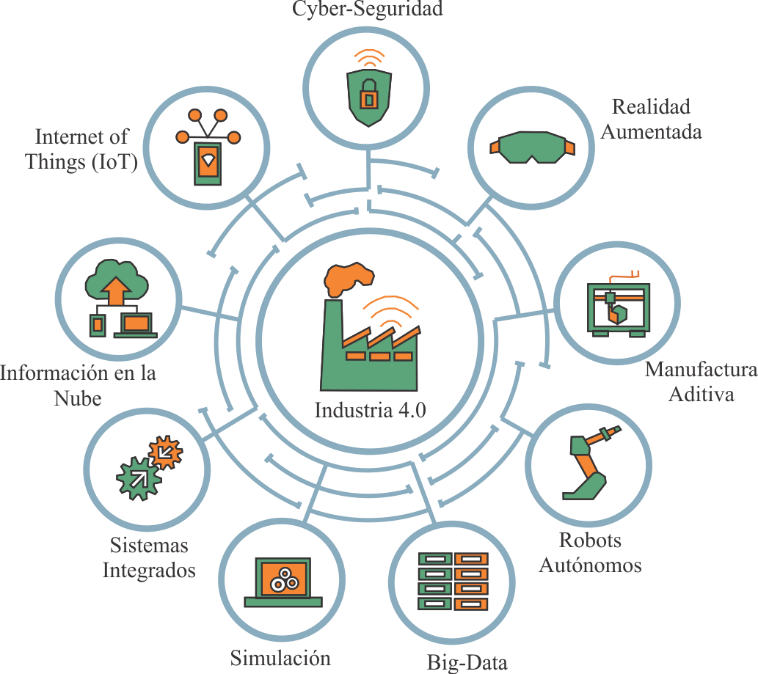 Cyber-Seguridad
Realidad
Aumentada
Internet of
Things (IoT)
Información en la
Nube
Industria 4.0
Manufactura
Aditiva
Sistemas
Integrados
Robots
Autónomos
Simulación
Big-Data